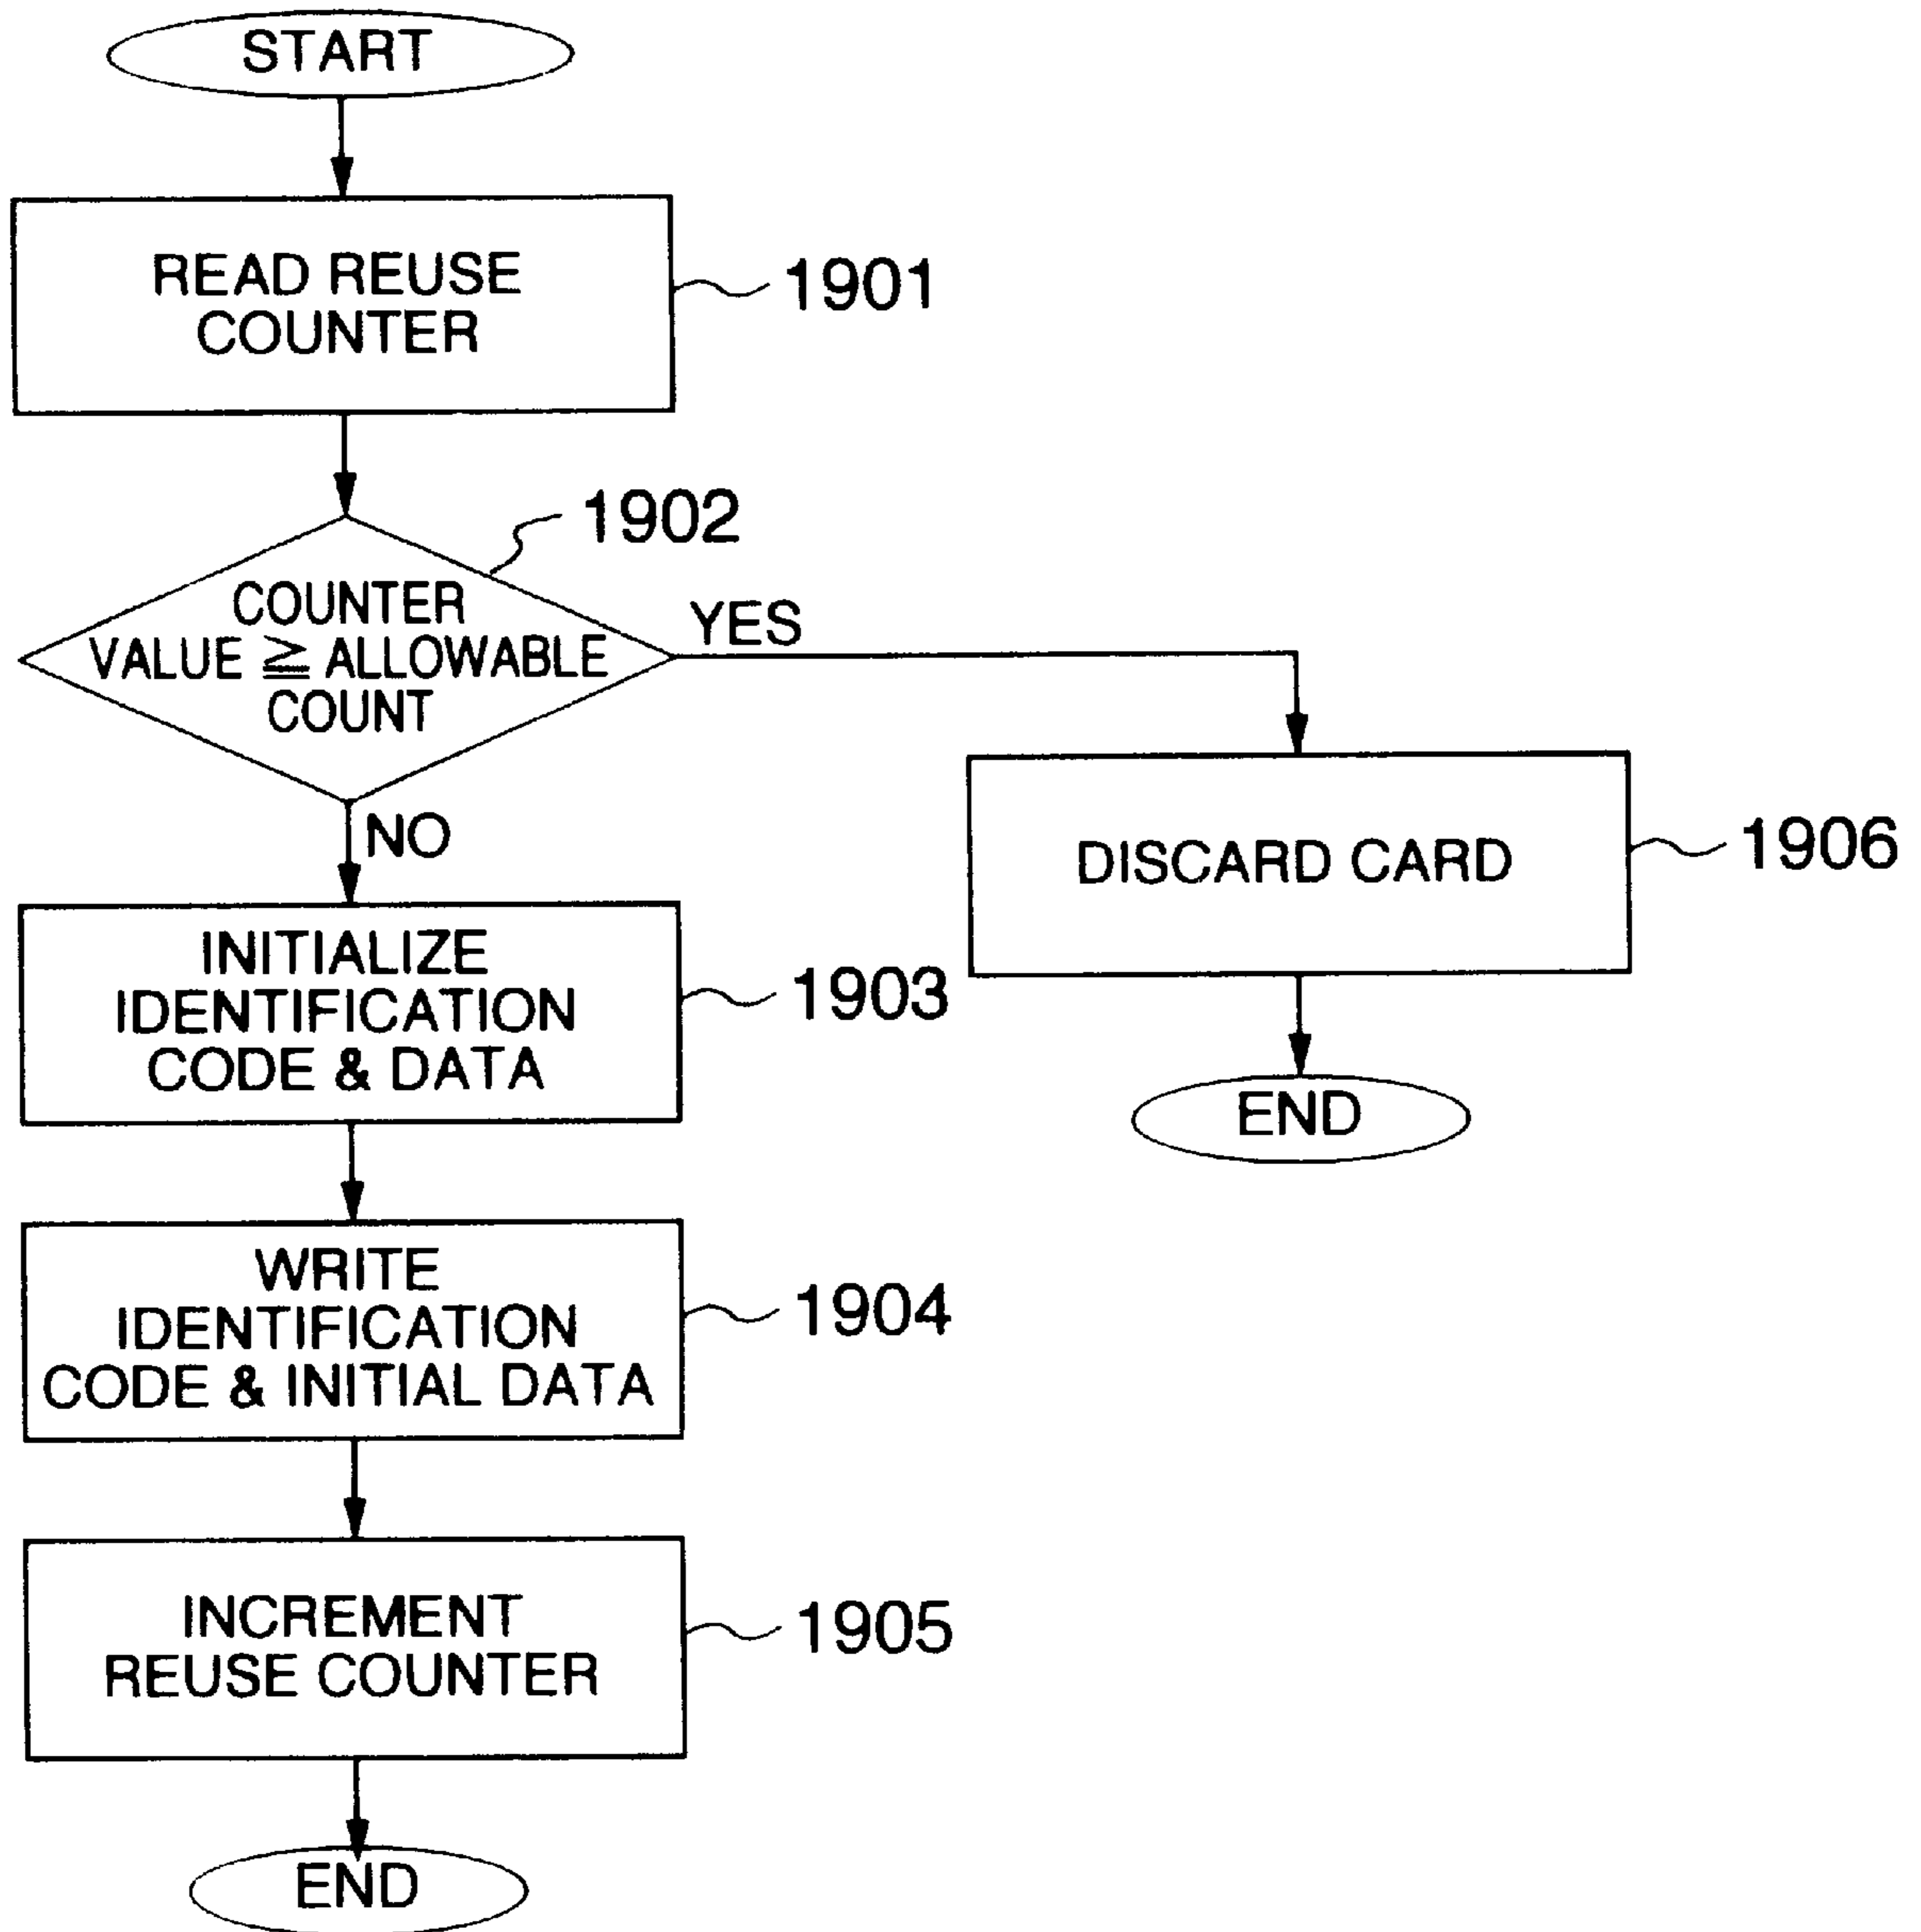 START
READ REUSE
COUNTER
1901
1902
COUNTER
VALUE ≧ ALLOWABLE
COUNT
YES
NO
DISCARD CARD
1906
INITIALIZE
IDENTIFICATION
CODE & DATA
1903
END
WRITE
IDENTIFICATION
CODE & INITIAL DATA
1904
INCREMENT
REUSE COUNTER
1905
END